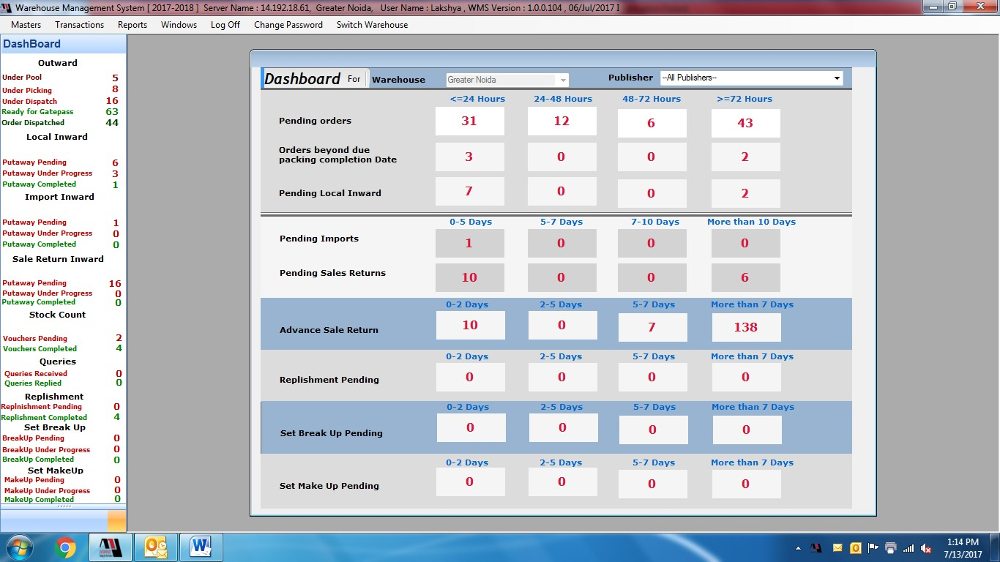 Warehouse Management System [ 2017-2018 ]  Server Name : 14.192.18.61,  Greater Noida,   User Name : Lakshya , WMS Version : 1.0.0.104 , 06/Jul/2017 I
Masters Transactions Reports Windows Log Off Change Password Switch Warehouse
DashBoard
Outward
Under Pool 5
Under Picking 8
Under Dispatch 16
Ready for Gatepass 63
Order Dispatched 44
Local Inward
Putaway Pending 6
Putaway Under Progress 3
Putaway Completed 1
Import Inward
Putaway Pending 1
Putaway Under Progress 0
Putaway Completed 0
Sale Return Inward
Putaway Pending 16
Putaway Under Progress 0
Putaway Completed 0
Stock Count
Vouchers Pending 2
Vouchers Completed 4
Queries
Queries Received 0
Queries Replied 0
Replishment
Replnishment Pending 0
Replishment Completed 4
Set Break Up
BreakUp Pending 0
BreakUp Under Progress 0
BreakUp Completed 0
Set MakeUp
MakeUp Pending 0
MakeUp Under Progress 0
MakeUp Completed 0
Dashboard For Warehouse Greater Noida Publisher --All Publishers--
<=24 Hours 24-48 Hours 48-72 Hours >=72 Hours
Pending orders 31 12 6 43
Orders beyond due
packing completion Date 3 0 0 2
Pending Local Inward 7 0 0 2
0-5 Days 5-7 Days 7-10 Days More than 10 Days
Pending Imports 1 0 0 0
Pending Sales Returns 10 0 0 6
0-2 Days 2-5 Days 5-7 Days More than 7 Days
Advance Sale Return 10 0 7 138
0-2 Days 2-5 Days 5-7 Days More than 7 Days
Replishment Pending 0 0 0 0
0-2 Days 2-5 Days 5-7 Days More than 7 Days
Set Break Up Pending 0 0 0 0
0-2 Days 2-5 Days 5-7 Days More than 7 Days
Set Make Up Pending 0 0 0 0
1:14 PM
7/13/2017